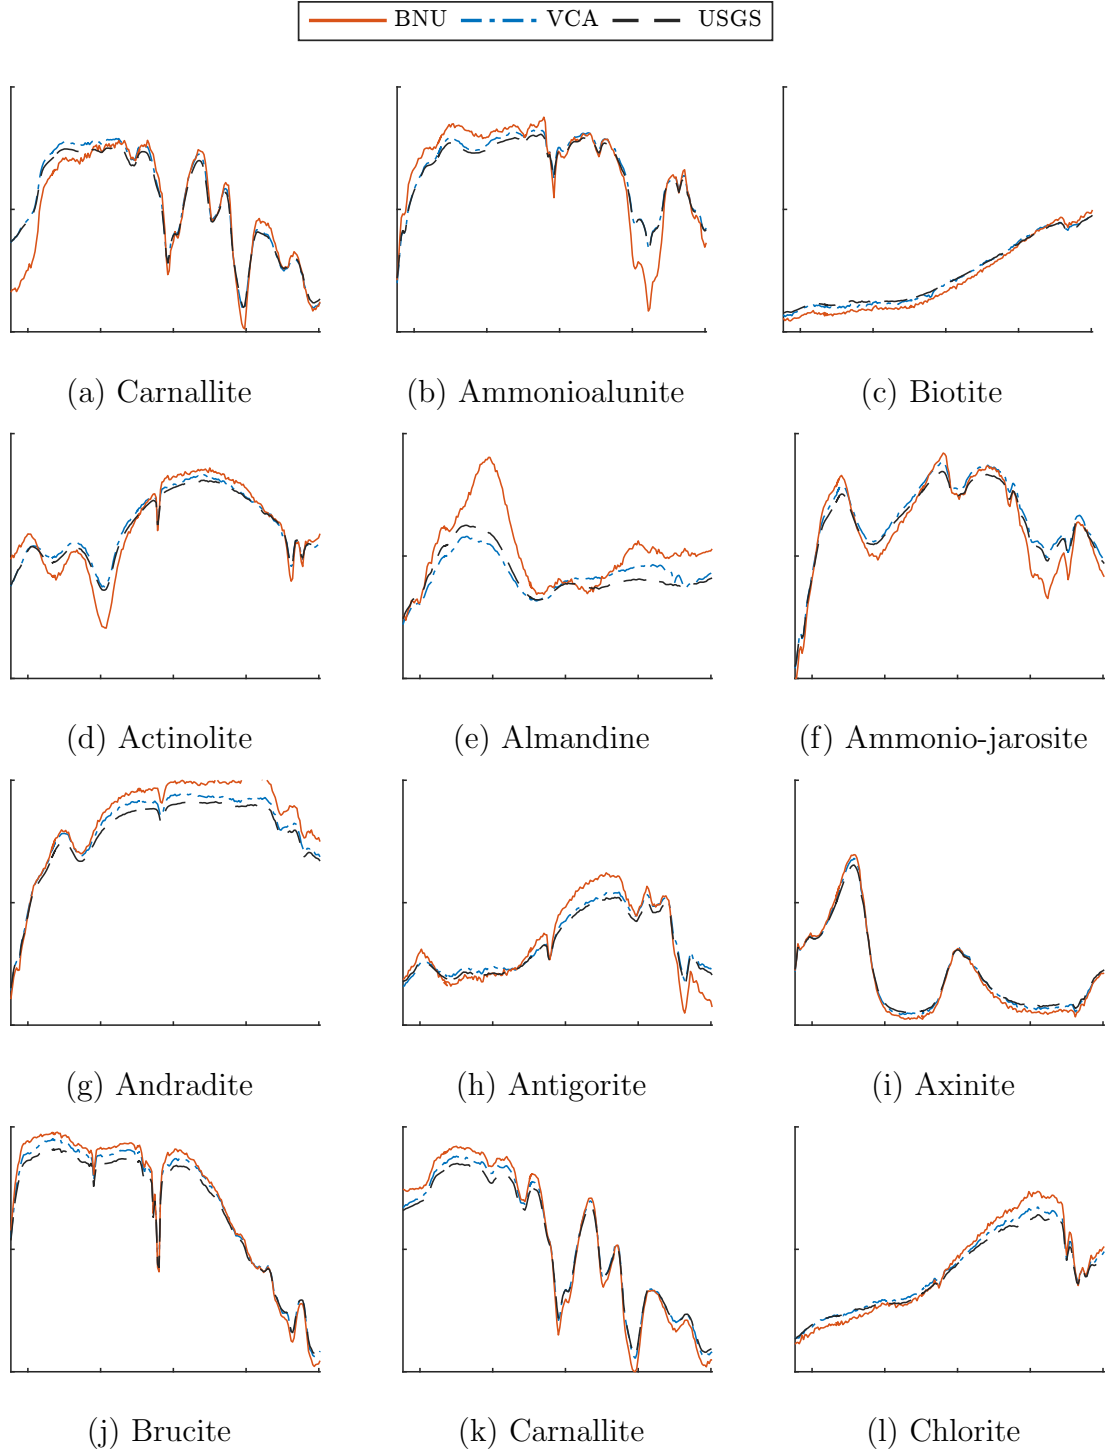 BNU VCA USGS
(a) Carnallite (b) Ammonioalunite (c) Biotite
(d) Actinolite (e) Almandine (f) Ammonio-jarosite
(g) Andradite (h) Antigorite (i) Axinite
(j) Brucite (k) Carnallite (l) Chlorite